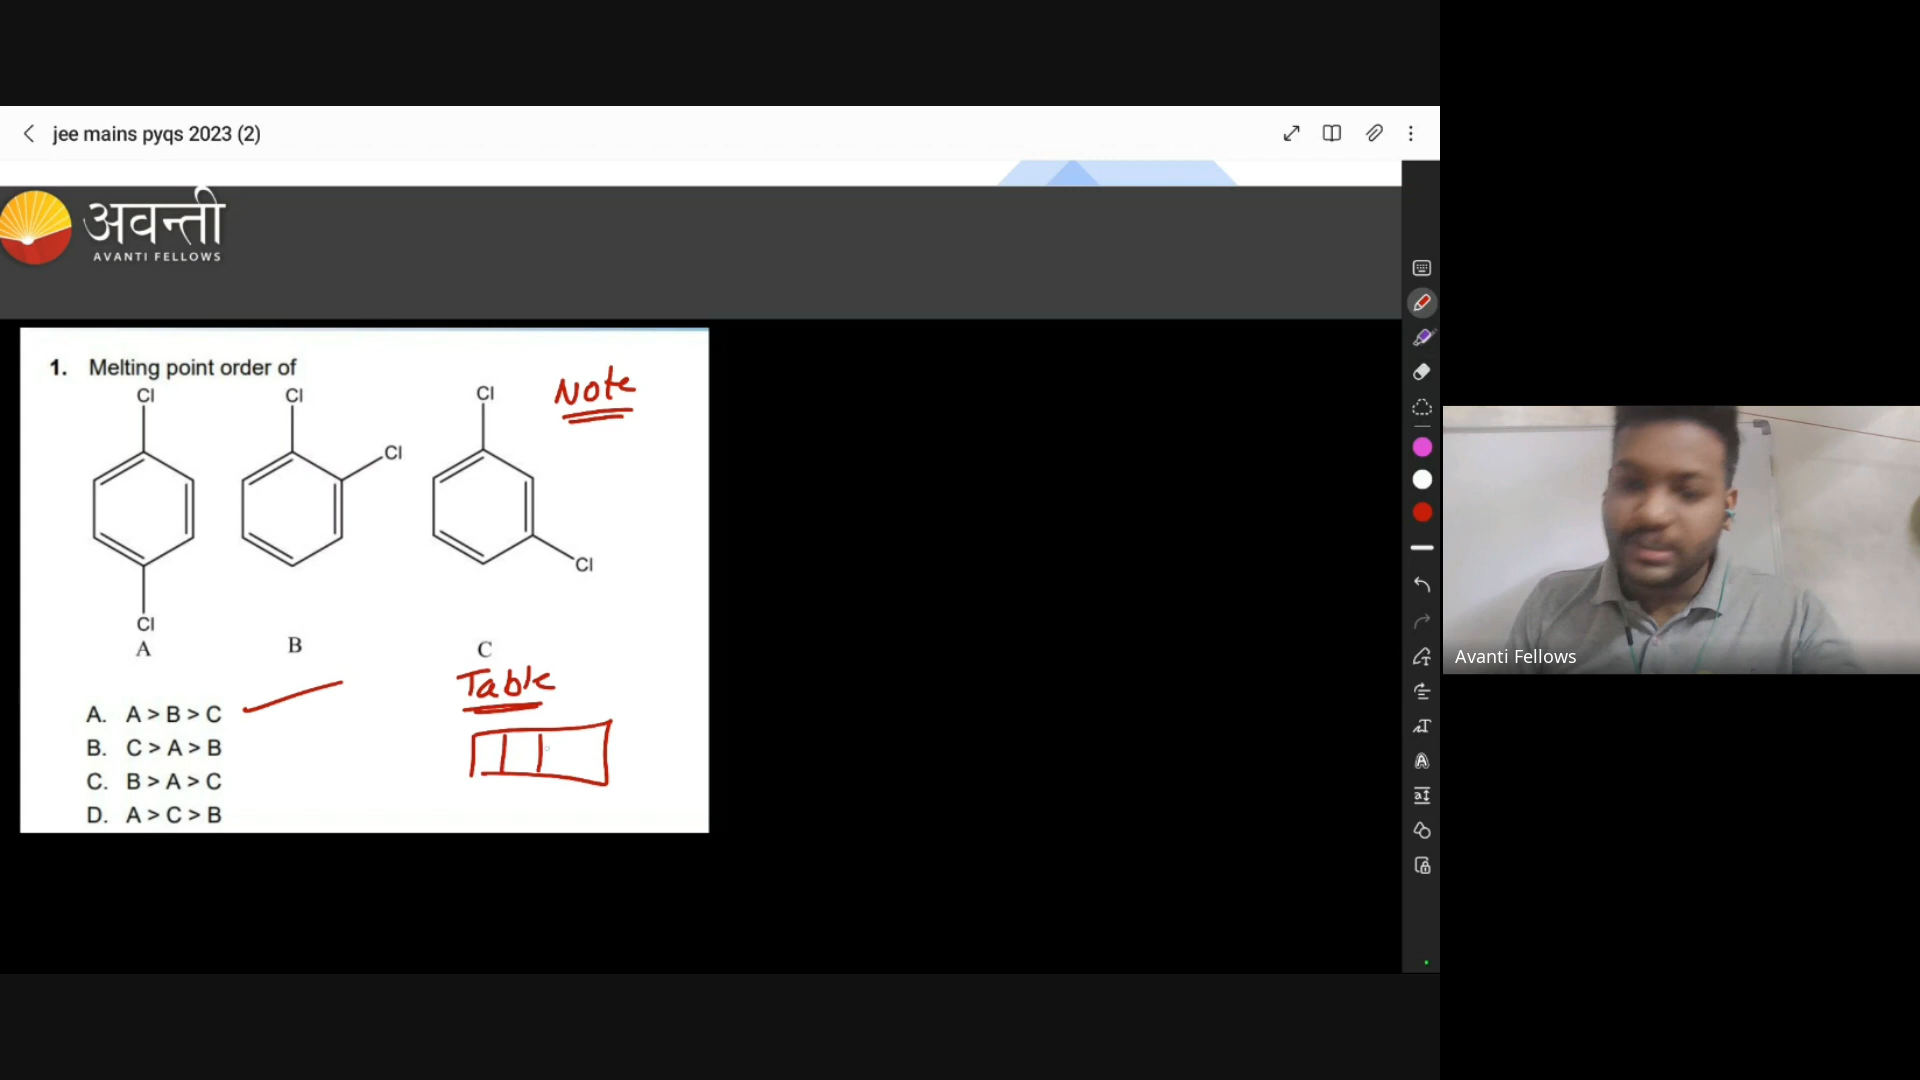 jee mains pyqs 2023 (2)
अवन्ती
AVANTI FELLOWS
1. Melting point order of
Cl Cl Cl
Note
Cl
Cl
Cl
A B C
Table
A. A > B > C
B. C > A > B
C. B > A > C
D. A > C > B
Avanti Fellows